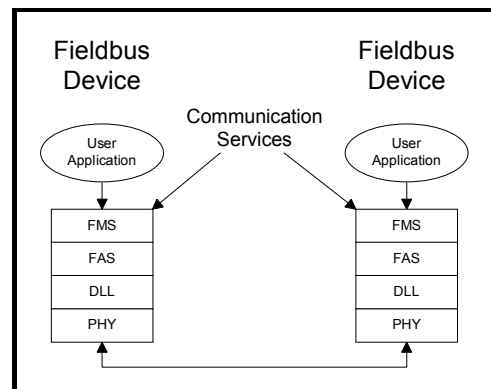 Fieldbus
Device
Fieldbus
Device
Communication
Services
User
Application
User
Application
FMS
FAS
DLL
PHY
FMS
FAS
DLL
PHY